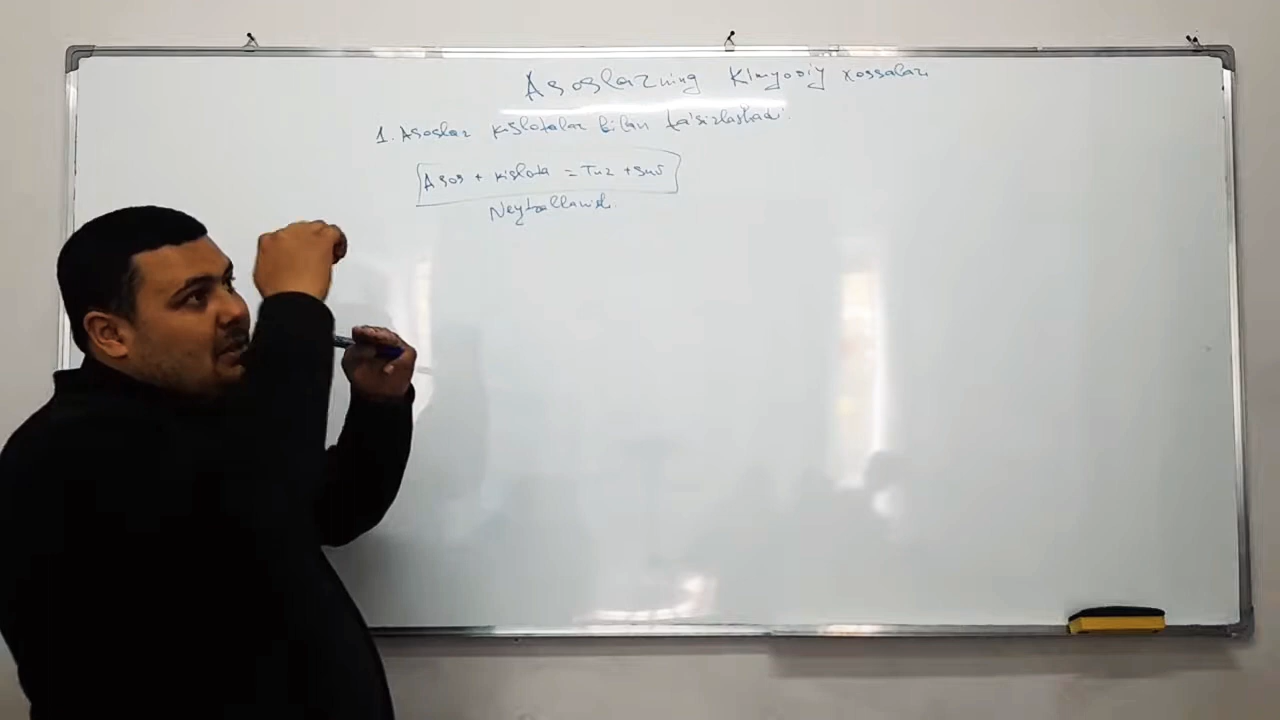 Asoslarning Kimyoviy xossalari
1. Asoslar kislotalar bilan ta'sirlashadi.
Asos + kislota = Tuz + suv
Neytrallanish